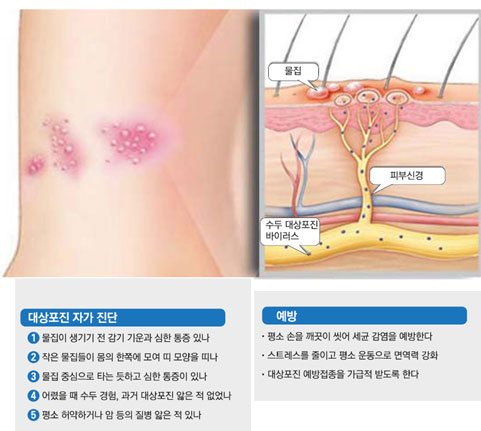 물집
피부신경
수두 대상포진
바이러스
대상포진 자가 진단
1 물집이 생기기 전 감기 기운과 심한 통증 있나
2 작은 물집들이 몸의 한쪽에 모여 띠 모양을 띠나
3 물집 중심으로 타는 듯하고 심한 통증이 있나
4 어렸을 때 수두 경험, 과거 대상포진 앓은 적 없었나
5 평소 허약하거나 암 등의 질병 앓은 적 있나
예방
· 평소 손을 깨끗이 씻어 세균 감염을 예방한다
· 스트레스를 줄이고 평소 운동으로 면역력 강화
· 대상포진 예방접종을 가급적 받도록 한다